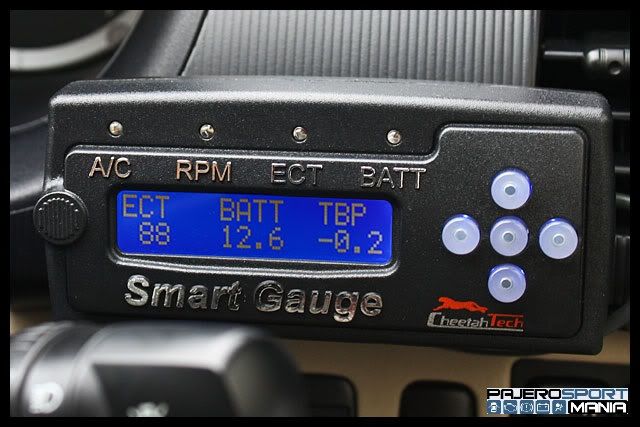 A/C RPM ECT BATT
ECT BATT TBP
88 12.6 -0.2
Smart Gauge
CheetahTech
PAJEROSPORT
MANIA